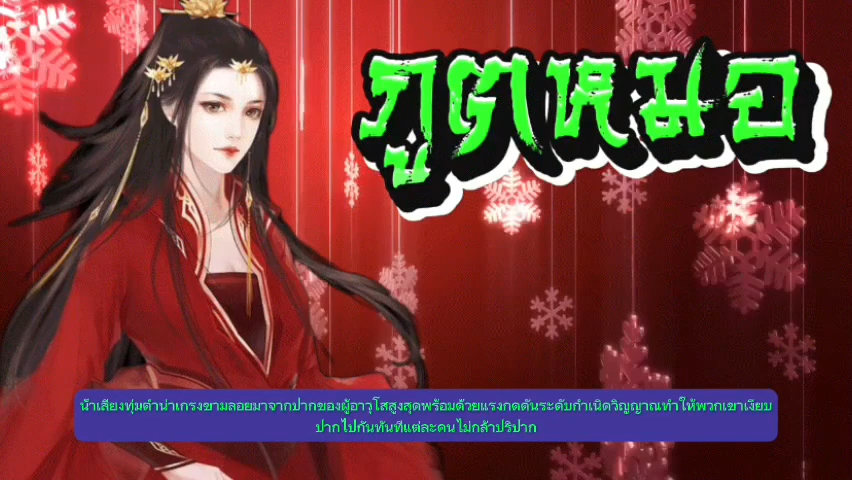 ภูตหมอ
น้ำเสียงทุ่มต่ำน่าเกรงขามลอยมาจากปากของผู้อาวุโสสูงสุดพร้อมด้วยแรงกดดันระดับกำเนิดวิญญาณทำให้พวกเขาเงียบ
ปากไปกันทันทีแต่ละคนไม่กล้าปริปาก